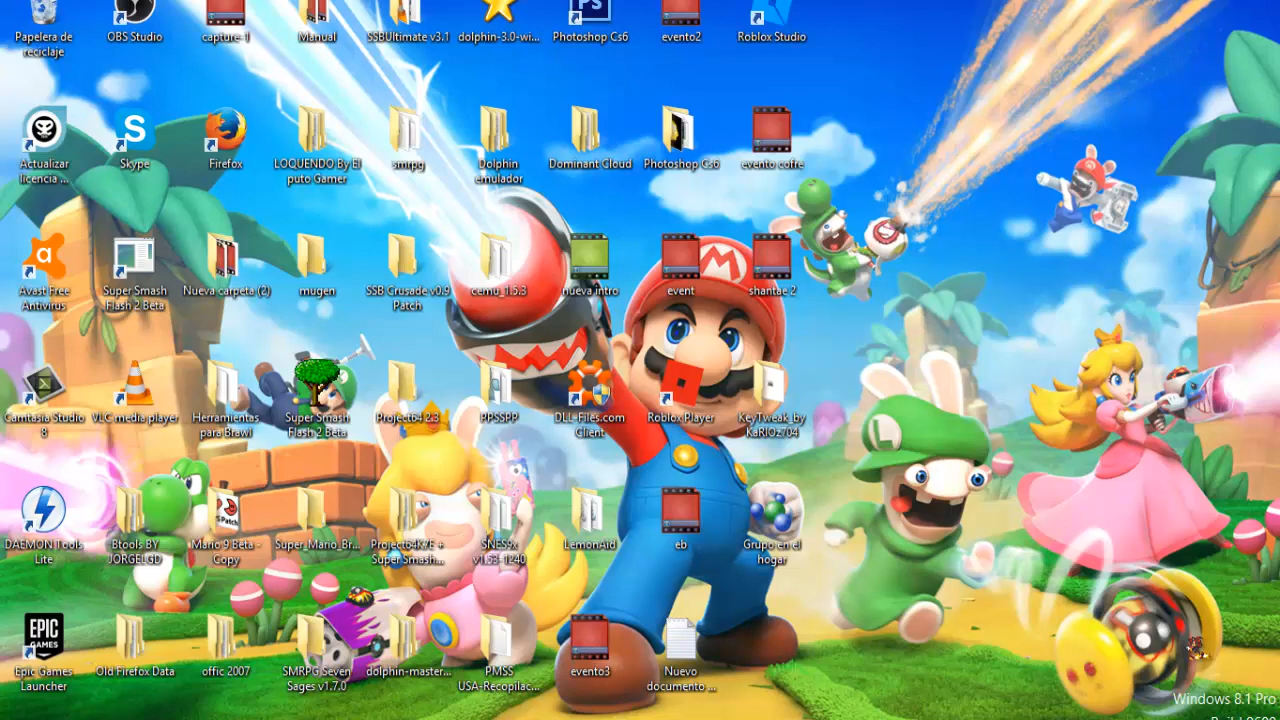 Papelera de
reciclaje
OBS Studio
capture-1
Manual
SSBUltimate v3.1
dolphin-3.0-wi...
Photoshop Cs6
evento2
Roblox Studio
Actualizar
licencia ...
Skype
Firefox
LOQUENDO By El
puto Gamer
smrpg
Dolphin
emulador
Dominant Cloud
Photoshop Cs6
evento cofre
Avast Free
Antivirus
Super Smash
Flash 2 Beta
Nueva carpeta (2)
mugen
SSB Crusade v0.9
Patch
cemu_1.5.3
nueva intro
event
shantae 2
Camtasia Studio
8
VLC media player
Herramientas
para Brawl
Super Smash
Flash 2 Beta
Project64 2.3
PPSSPP
DLL-Files.com
Client
Roblox Player
KeyTweak_by
KaRIOz704
DAEMON Tools
Lite
Btools BY
JORGELGD
Mario 9 Beta -
Copy
Super_Mario_Br...
Project64K/E +
Super Smash...
SNES9x
v1.53-1240
LemonAid
eb
Grupo en el
hogar
EPIC
GAMES
Epic Games
Launcher
Old Firefox Data
offic 2007
SMRPG Seven
Sages v1.7.0
dolphin-master...
PMSS
USA-Recopilac...
evento3
Nuevo
documento ...
Windows 8.1 Pro